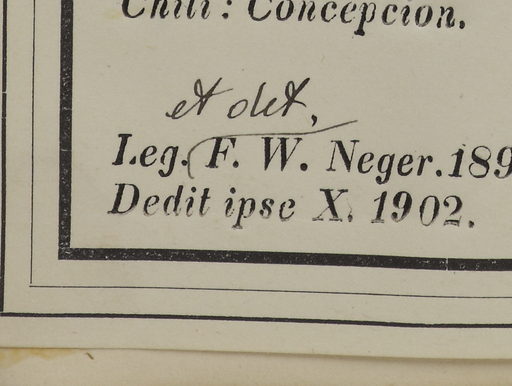 Chili: Concepcion.
et det,
Leg. F. W. Neger. 189
Dedit ipse X. 1902.